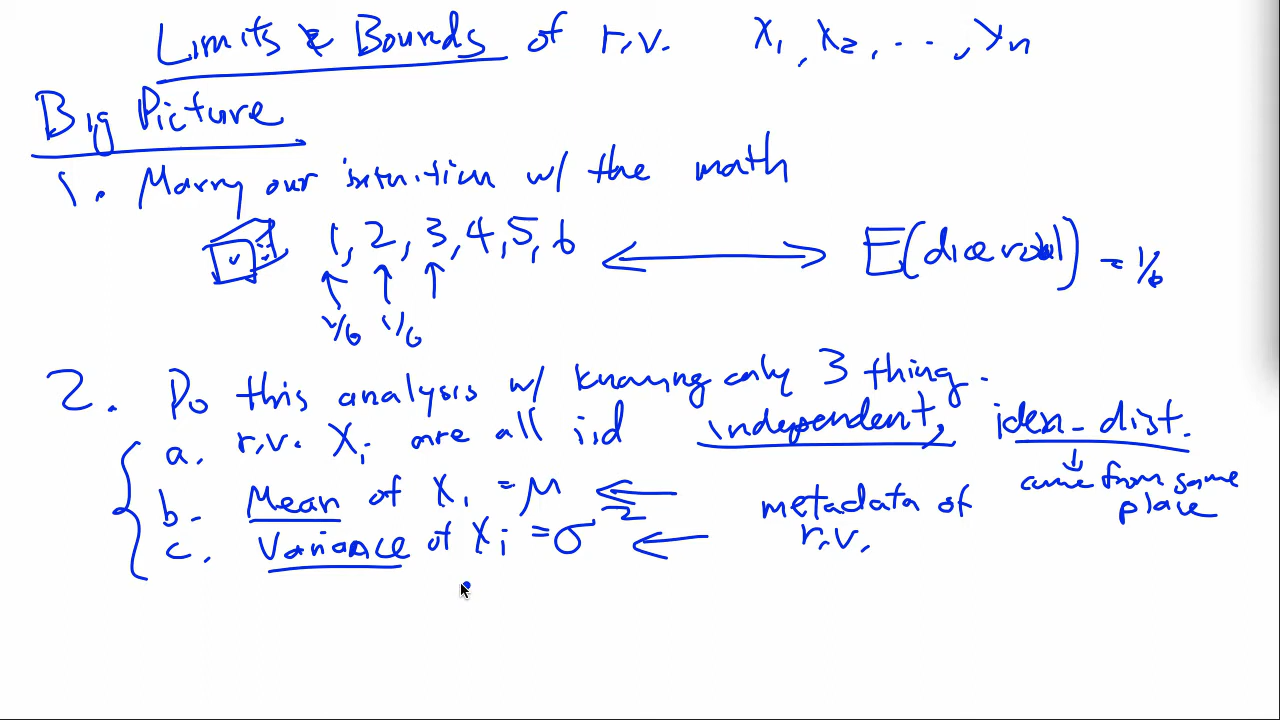 Limits & Bounds of r.v. X1, X2, ..., Xn
Big Picture
1. Marry our intuition w/ the math
1, 2, 3, 4, 5, 6 E(dice roll) = 1/6
1/6 1/6
2. Do this analysis w/ knowing only 3 thing.
a. r.v. Xi are all iid independent, iden-dist.
came from same place
b. Mean of Xi = μ metadata of r.v.
c. Variance of Xi = σ²